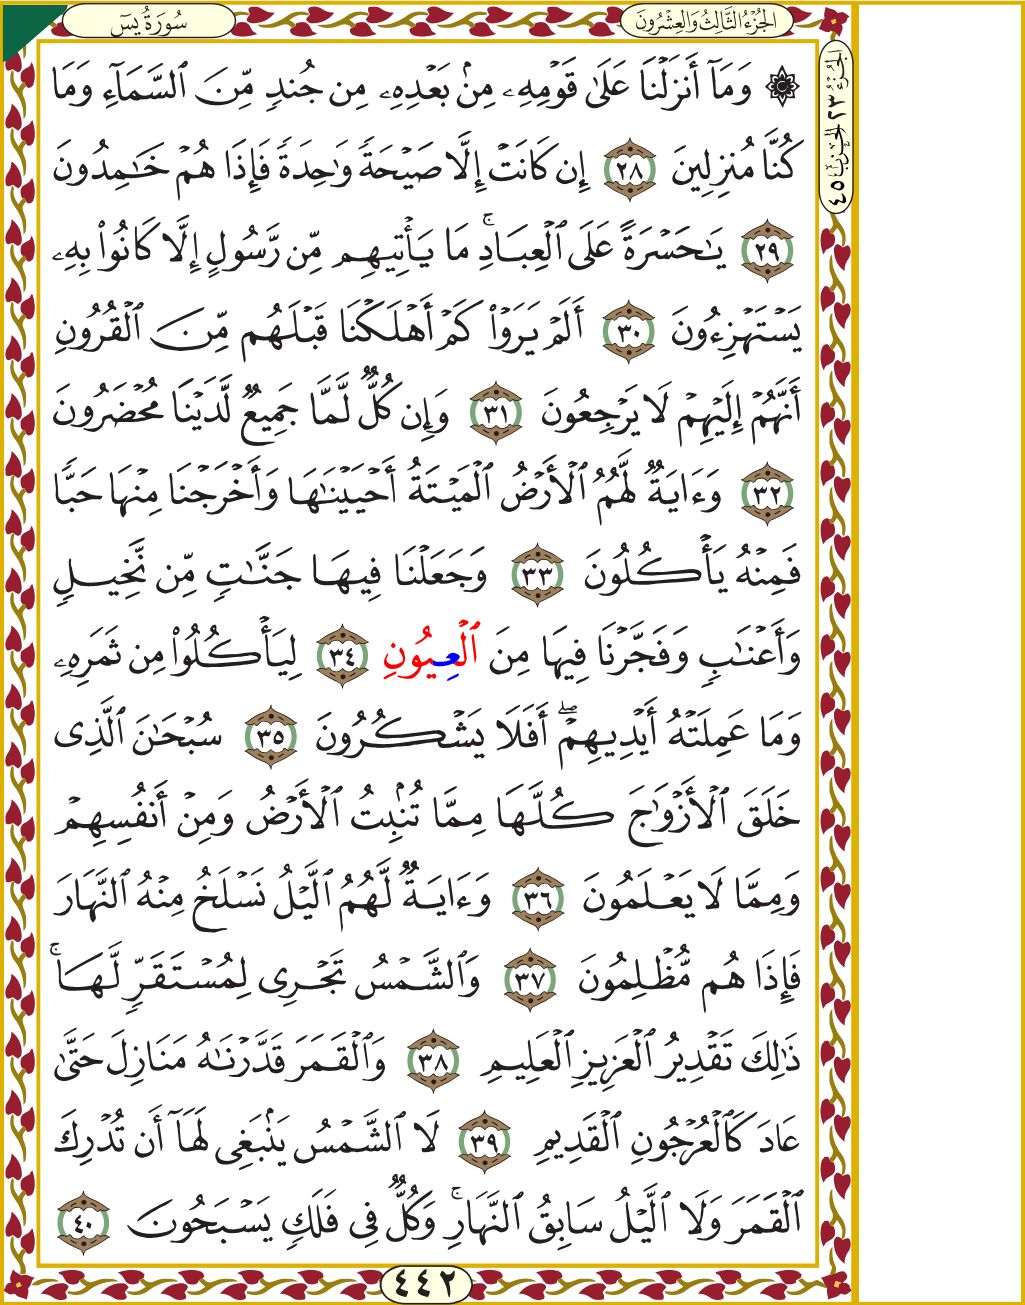 الجُزْءُ الثَّالِثُ وَالعِشْرُونَ
سُورَةُ يسٓ
الجُزْءُ ٢٣ الحِزْبُ ٤٥
۞ وَمَآ أَنزَلْنَا عَلَىٰ قَوْمِهِۦ مِنۢ بَعْدِهِۦ مِن جُندٍ مِّنَ ٱلسَّمَآءِ وَمَا
كُنَّا مُنزِلِينَ ٢٨ إِن كَانَتْ إِلَّا صَيْحَةً وَٰحِدَةً فَإِذَا هُمْ خَـٰمِدُونَ
٢٩ يَـٰحَسْرَةً عَلَى ٱلْعِبَادِ ۚ مَا يَأْتِيهِم مِّن رَّسُولٍ إِلَّا كَانُوا۟ بِهِۦ
يَسْتَهْزِءُونَ ٣٠ أَلَمْ يَرَوْا۟ كَمْ أَهْلَكْنَا قَبْلَهُم مِّنَ ٱلْقُرُونِ
أَنَّهُمْ إِلَيْهِمْ لَا يَرْجِعُونَ ٣١ وَإِن كُلٌّ لَّمَّا جَمِيعٌ لَّدَيْنَا مُحْضَرُونَ
٣٢ وَءَايَةٌ لَّهُمُ ٱلْأَرْضُ ٱلْمَيْتَةُ أَحْيَيْنَـٰهَا وَأَخْرَجْنَا مِنْهَا حَبًّا
فَمِنْهُ يَأْكُلُونَ ٣٣ وَجَعَلْنَا فِيهَا جَنَّـٰتٍ مِّن نَّخِيلٍ
وَأَعْنَـٰبٍ وَفَجَّرْنَا فِيهَا مِنَ ٱلْعِيُونِ ٣٤ لِيَأْكُلُوا۟ مِن ثَمَرِهِۦ
وَمَا عَمِلَتْهُ أَيْدِيهِمْ ۖ أَفَلَا يَشْكُرُونَ ٣٥ سُبْحَـٰنَ ٱلَّذِى
خَلَقَ ٱلْأَزْوَٰجَ كُلَّهَا مِمَّا تُنۢبِتُ ٱلْأَرْضُ وَمِنْ أَنفُسِهِمْ
وَمِمَّا لَا يَعْلَمُونَ ٣٦ وَءَايَةٌ لَّهُمُ ٱلَّيْلُ نَسْلَخُ مِنْهُ ٱلنَّهَارَ
فَإِذَا هُم مُّظْلِمُونَ ٣٧ وَٱلشَّمْسُ تَجْرِى لِمُسْتَقَرٍّ لَّهَا ۚ
ذَٰلِكَ تَقْدِيرُ ٱلْعَزِيزِ ٱلْعَلِيمِ ٣٨ وَٱلْقَمَرَ قَدَّرْنَـٰهُ مَنَازِلَ حَتَّىٰ
عَادَ كَٱلْعُرْجُونِ ٱلْقَدِيمِ ٣٩ لَا ٱلشَّمْسُ يَنۢبَغِى لَهَآ أَن تُدْرِكَ
ٱلْقَمَرَ وَلَا ٱلَّيْلُ سَابِقُ ٱلنَّهَارِ ۚ وَكُلٌّ فِى فَلَكٍ يَسْبَحُونَ ٤٠
٤٤٢